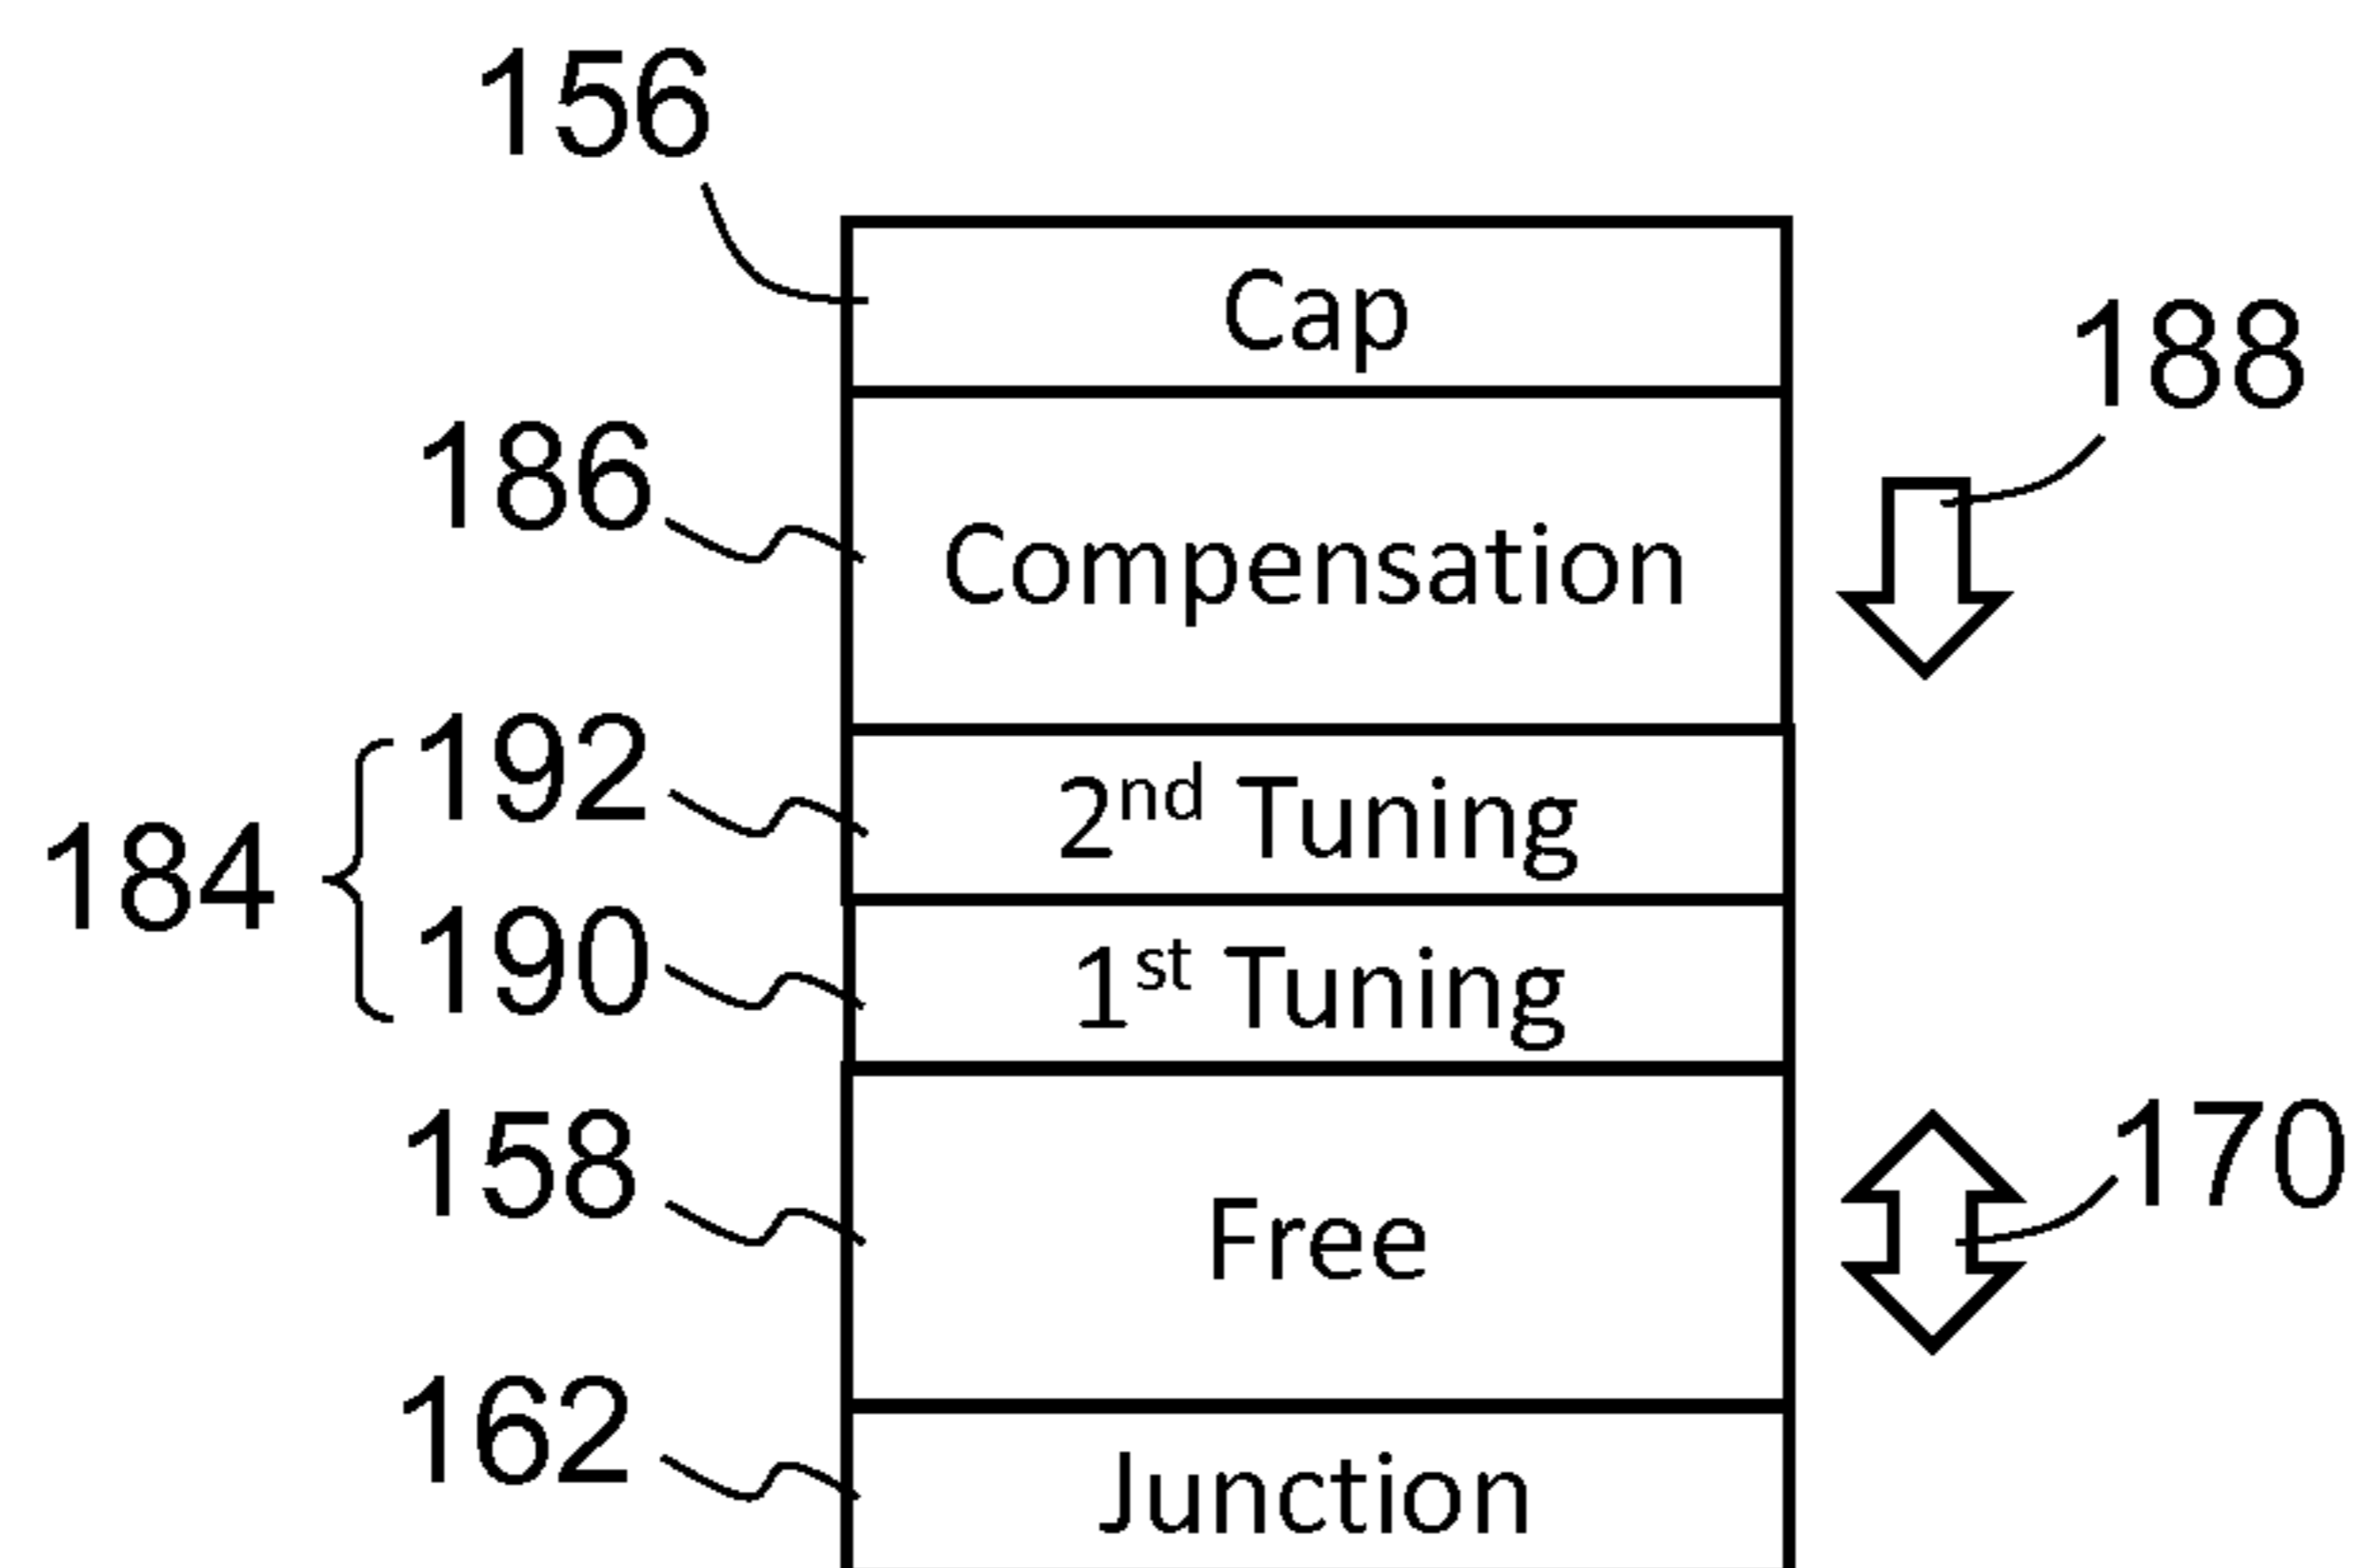 156
Cap
188
186
Compensation
192
2nd Tuning
184
190
1st Tuning
158
Free
170
162
Junction